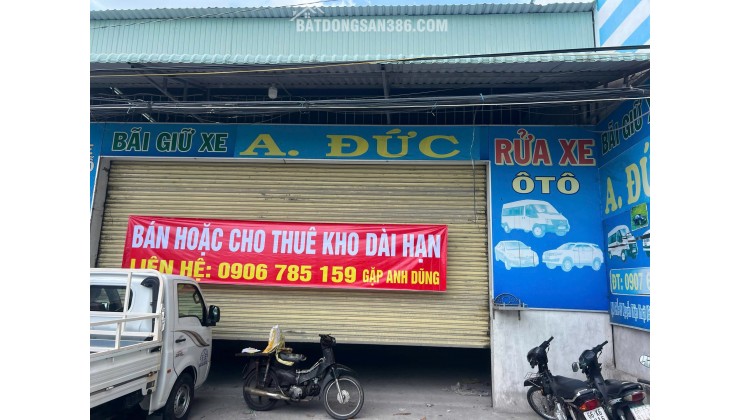 BATDONGSAN386.COM
BÃI GIỮ XE
A. ĐỨC
RỬA XE
ÔTÔ
BÁN HOẶC CHO THUÊ KHO DÀI HẠN
LIÊN HỆ: 0906 785 159 GẶP ANH DŨNG
BÃI GIỮ XE
A. ĐỨ
ĐT: 0907